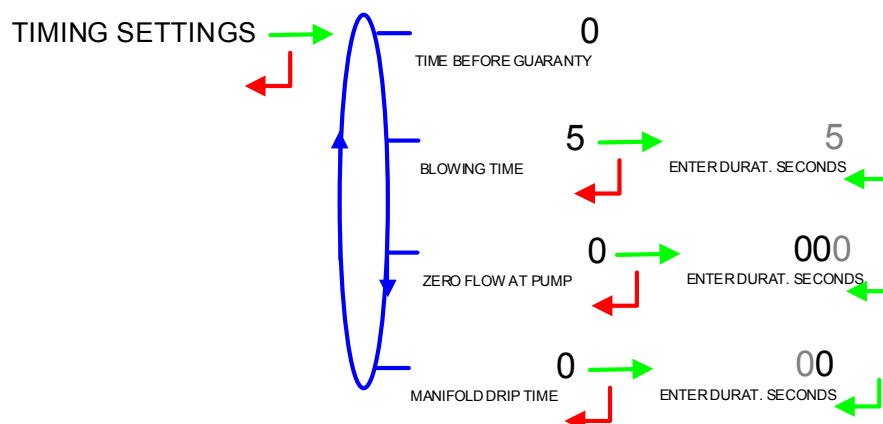 TIMING SETTINGS
0
TIME BEFORE GUARANTY
5
BLOWING TIME
5
ENTER DURAT. SECONDS
0
ZERO FLOW AT PUMP
000
ENTER DURAT. SECONDS
0
MANIFOLD DRIP TIME
00
ENTER DURAT. SECONDS